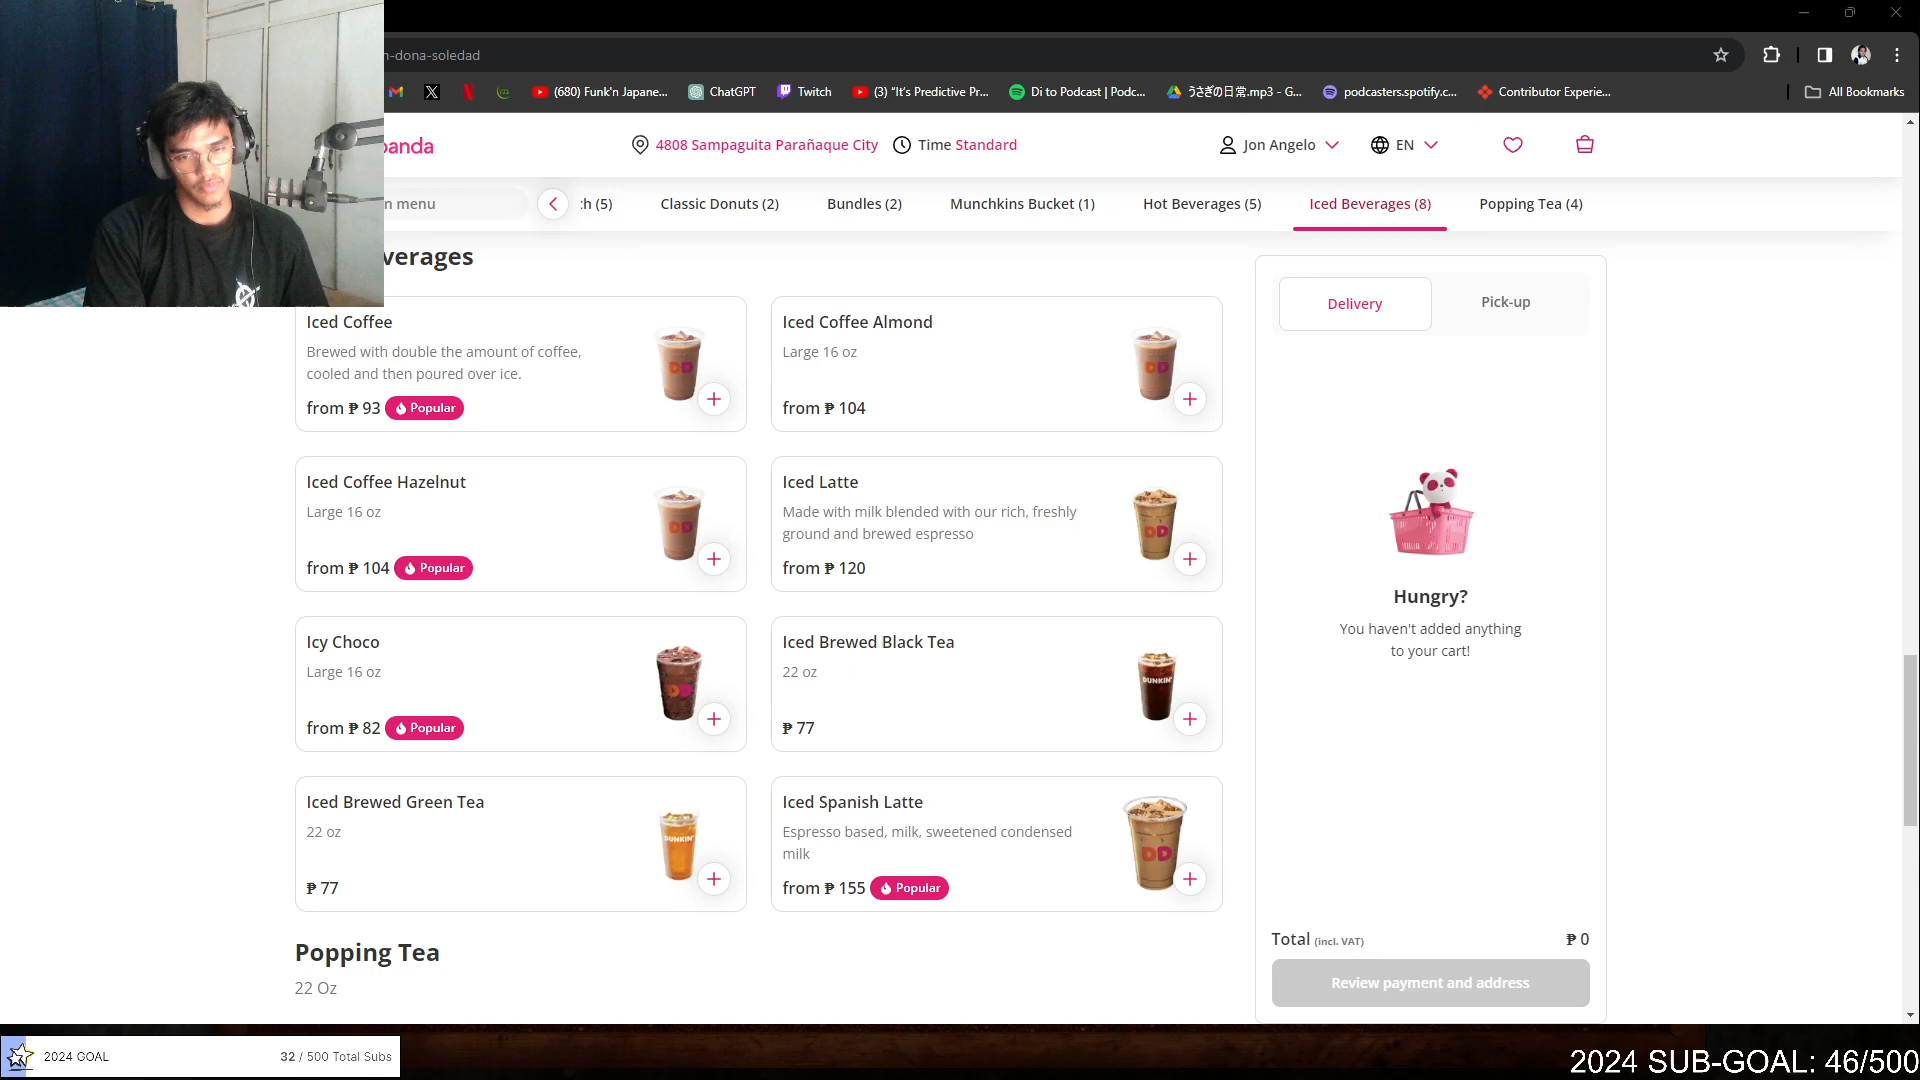 n-dona-soledad
(680) Funk'n Japane...
ChatGPT
Twitch
(3) "It's Predictive Pr...
Di to Podcast | Podc...
うさぎの日常.mp3 - G...
podcasters.spotify.c...
Contributor Experie...
All Bookmarks
panda
4808 Sampaguita Parañaque City
Time Standard
Jon Angelo
EN
n menu
:h (5)
Classic Donuts (2)
Bundles (2)
Munchkins Bucket (1)
Hot Beverages (5)
Iced Beverages (8)
Popping Tea (4)
verages
Iced Coffee
Brewed with double the amount of coffee,
cooled and then poured over ice.
from ₱ 93 Popular
Iced Coffee Almond
Large 16 oz
from ₱ 104
Iced Coffee Hazelnut
Large 16 oz
from ₱ 104 Popular
Iced Latte
Made with milk blended with our rich, freshly
ground and brewed espresso
from ₱ 120
Icy Choco
Large 16 oz
from ₱ 82 Popular
Iced Brewed Black Tea
22 oz
₱ 77
DUNKIN'
Iced Brewed Green Tea
22 oz
₱ 77
DUNKIN'
Iced Spanish Latte
Espresso based, milk, sweetened condensed
milk
from ₱ 155 Popular
DD
Popping Tea
22 Oz
Delivery
Pick-up
Hungry?
You haven't added anything
to your cart!
Total (incl. VAT) ₱ 0
Review payment and address
2024 GOAL
32 / 500 Total Subs
2024 SUB-GOAL: 46/500